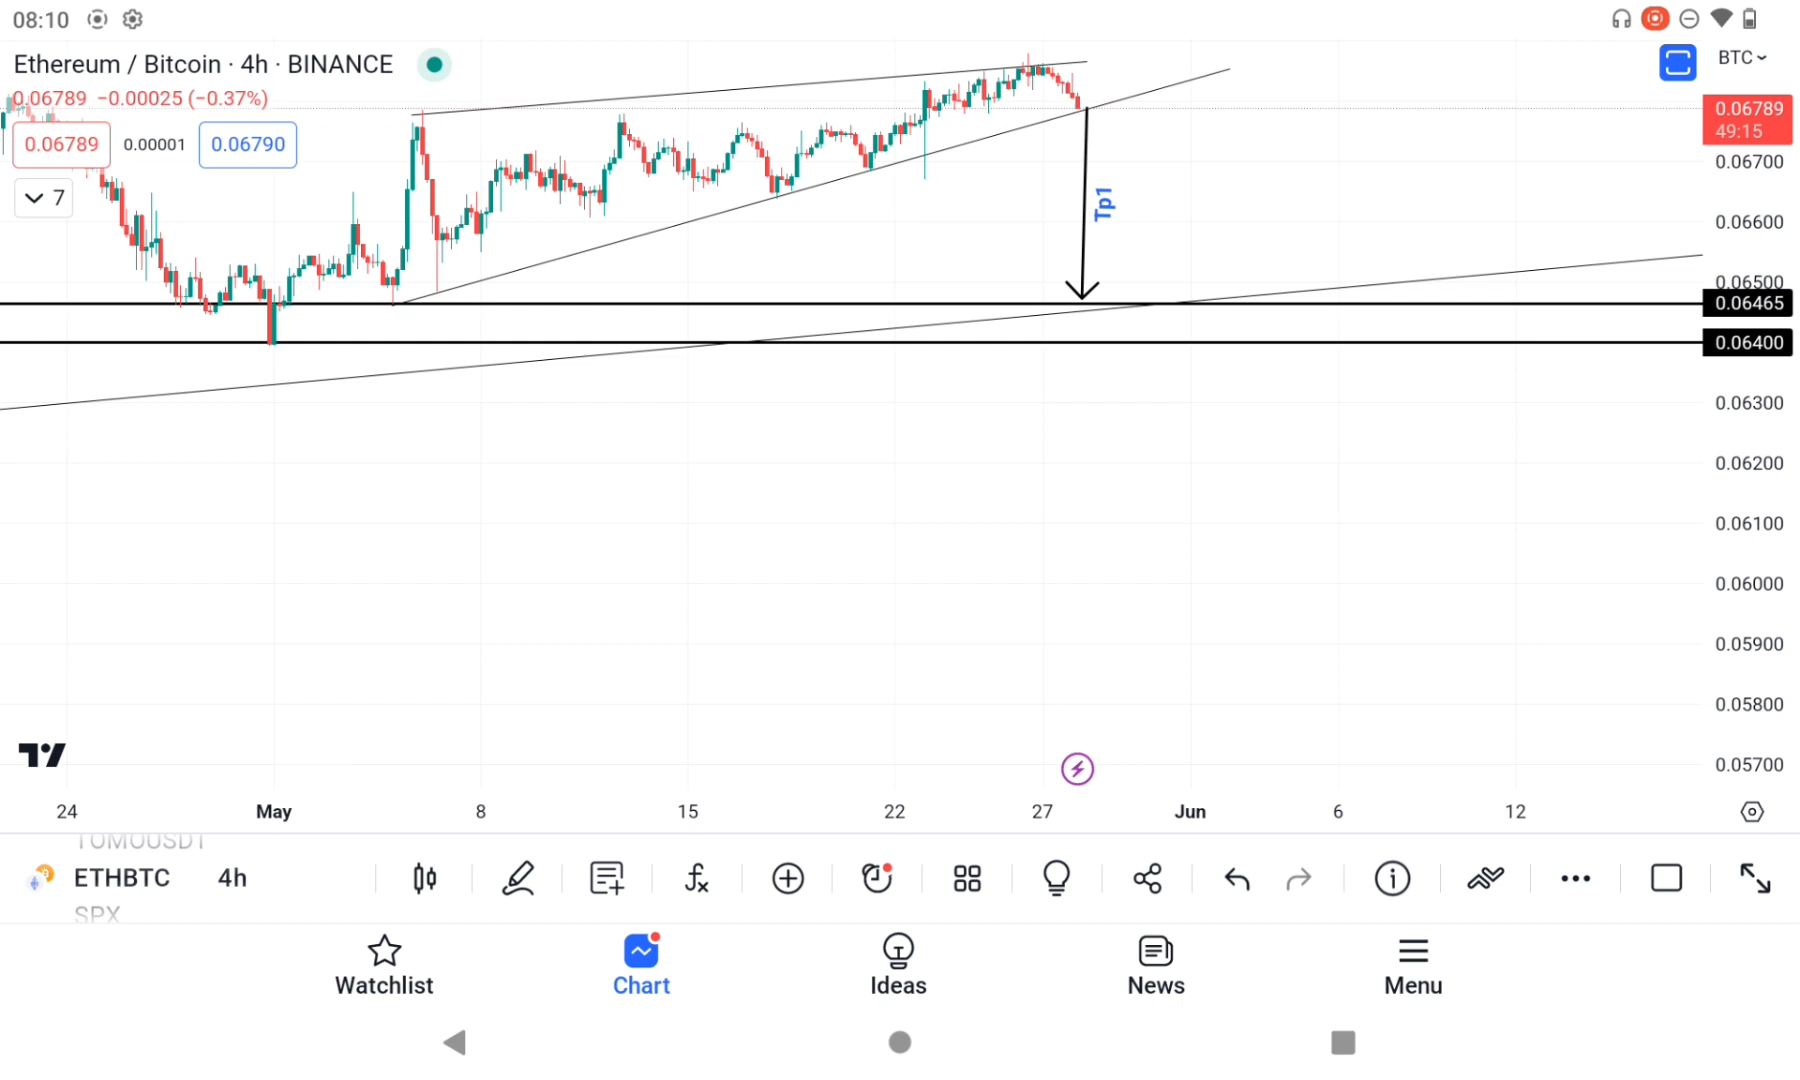 08:10
Ethereum / Bitcoin · 4h · BINANCE
BTC
0.06789 −0.00025 (−0.37%)
0.06789 0.00001 0.06790
7
0.06789
49:15
0.06700
0.06600
0.06500
0.06465
0.06400
0.06300
0.06200
0.06100
0.06000
0.05900
0.05800
0.05700
Tp1
24 May 8 15 22 27 Jun 6 12
TOMOUSDT
ETHBTC 4h
SPX
Watchlist Chart Ideas News Menu